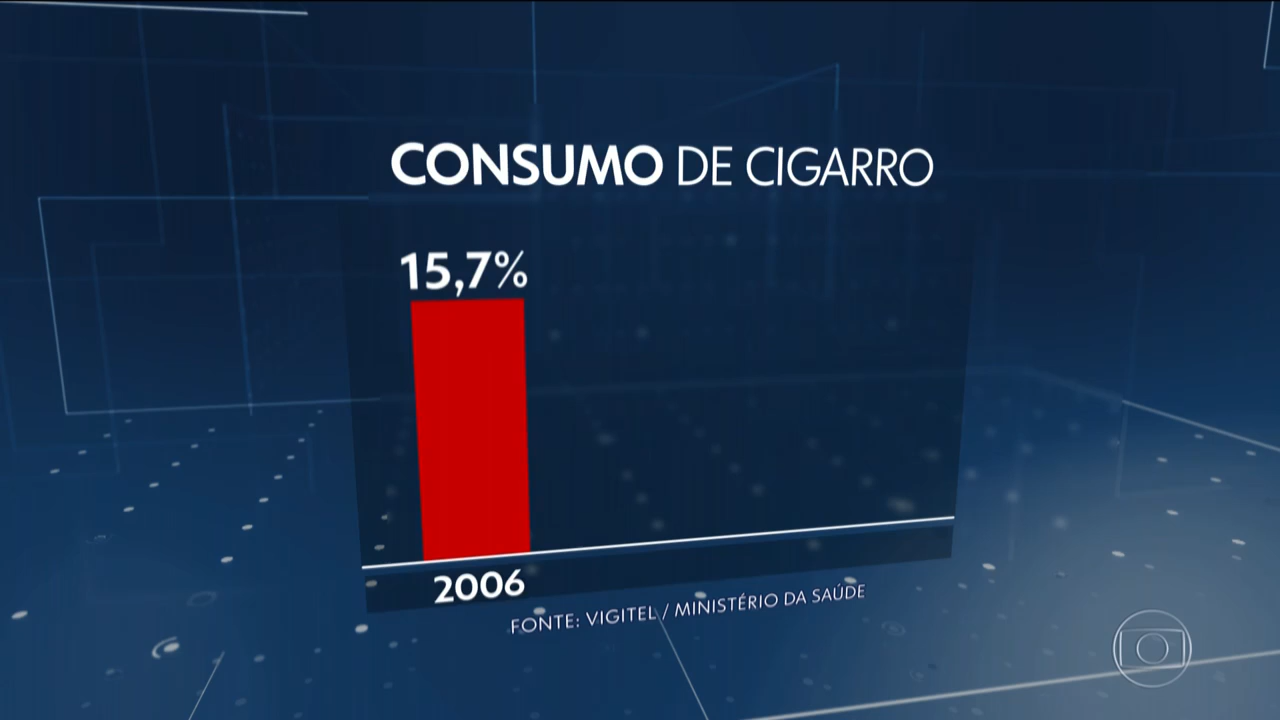 CONSUMO DE CIGARRO
15,7%
2006
FONTE: VIGITEL / MINISTÉRIO DA SAÚDE